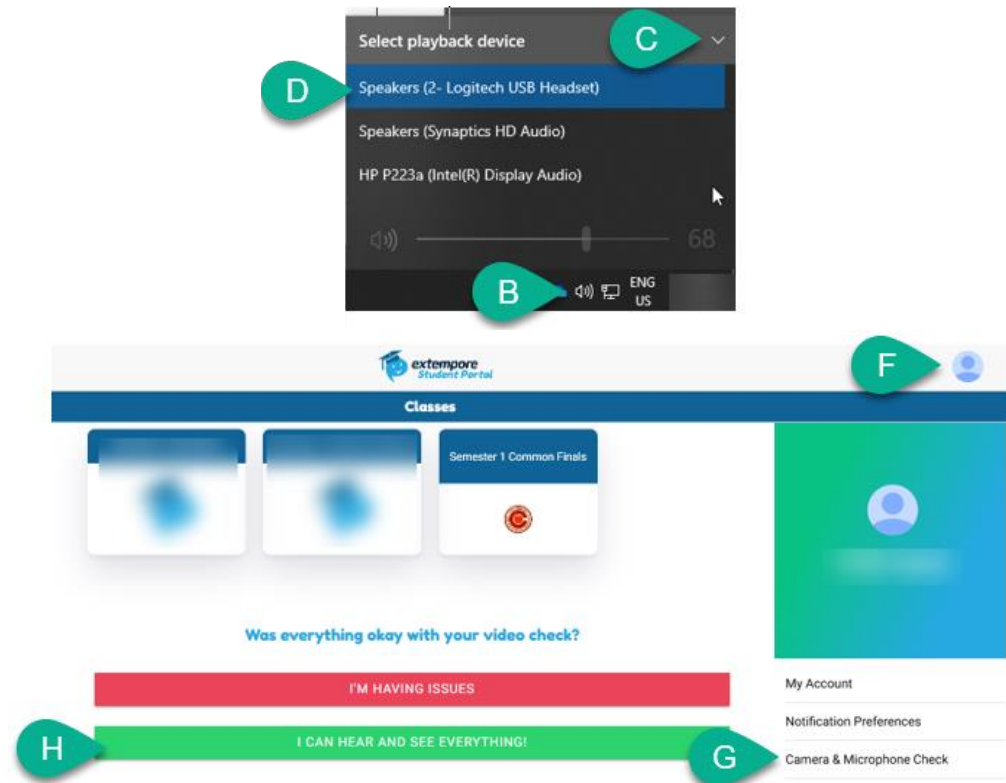 Select playback device
C
D
Speakers (2- Logitech USB Headset)
Speakers (Synaptics HD Audio)
HP P223a (Intel(R) Display Audio)
68
B
ENG
US
extempore
Student Portal
F
Classes
Semester 1 Common Finals
C
Was everything okay with your video check?
I'M HAVING ISSUES
My Account
Notification Preferences
H
I CAN HEAR AND SEE EVERYTHING!
G
Camera & Microphone Check